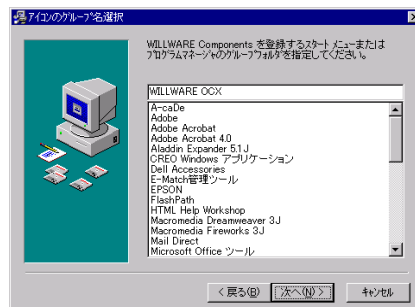 アイコンのグループ名選択
WILLWARE Components を登録するスタート メニューまたは
プログラムマネージャのグループフォルダを指定してください。
WILLWARE OCX
A-caDe
Adobe
Adobe Acrobat
Adobe Acrobat 4.0
Aladdin Expander 5.1J
CREO Windows アプリケーション
Dell Accessories
E-Match管理ツール
EPSON
FlashPath
HTML Help Workshop
Macromedia Dreamweaver 3J
Macromedia Fireworks 3J
Mail Direct
Microsoft Office ツール
< 戻る(B)
次へ(N) >
キャンセル